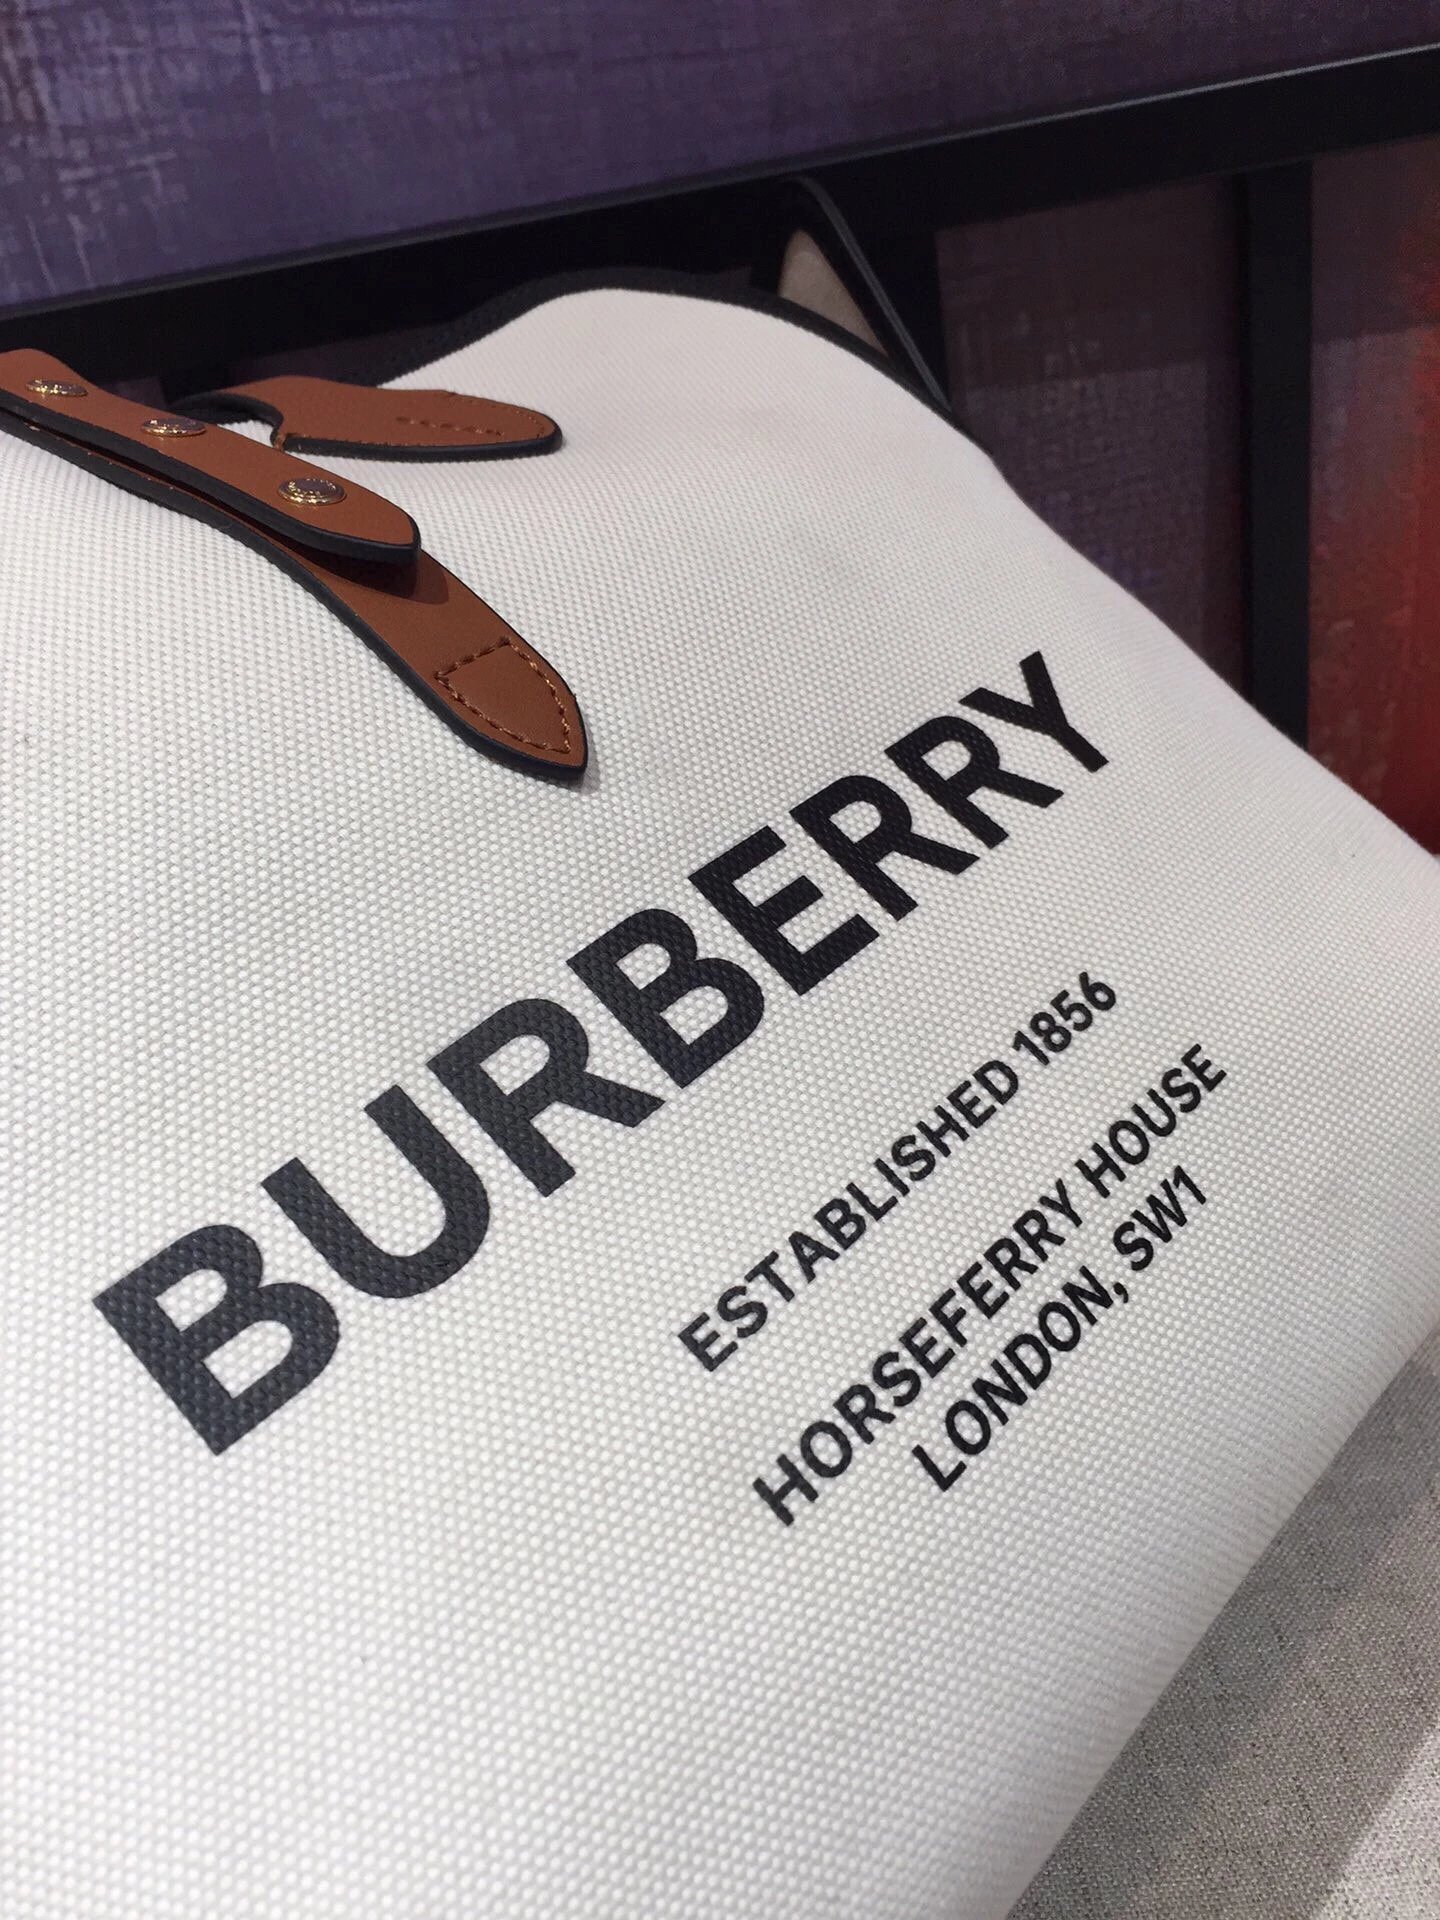 BURBERRY
ESTABLISHED 1856
HORSEFERRY HOUSE
LONDON, SW1